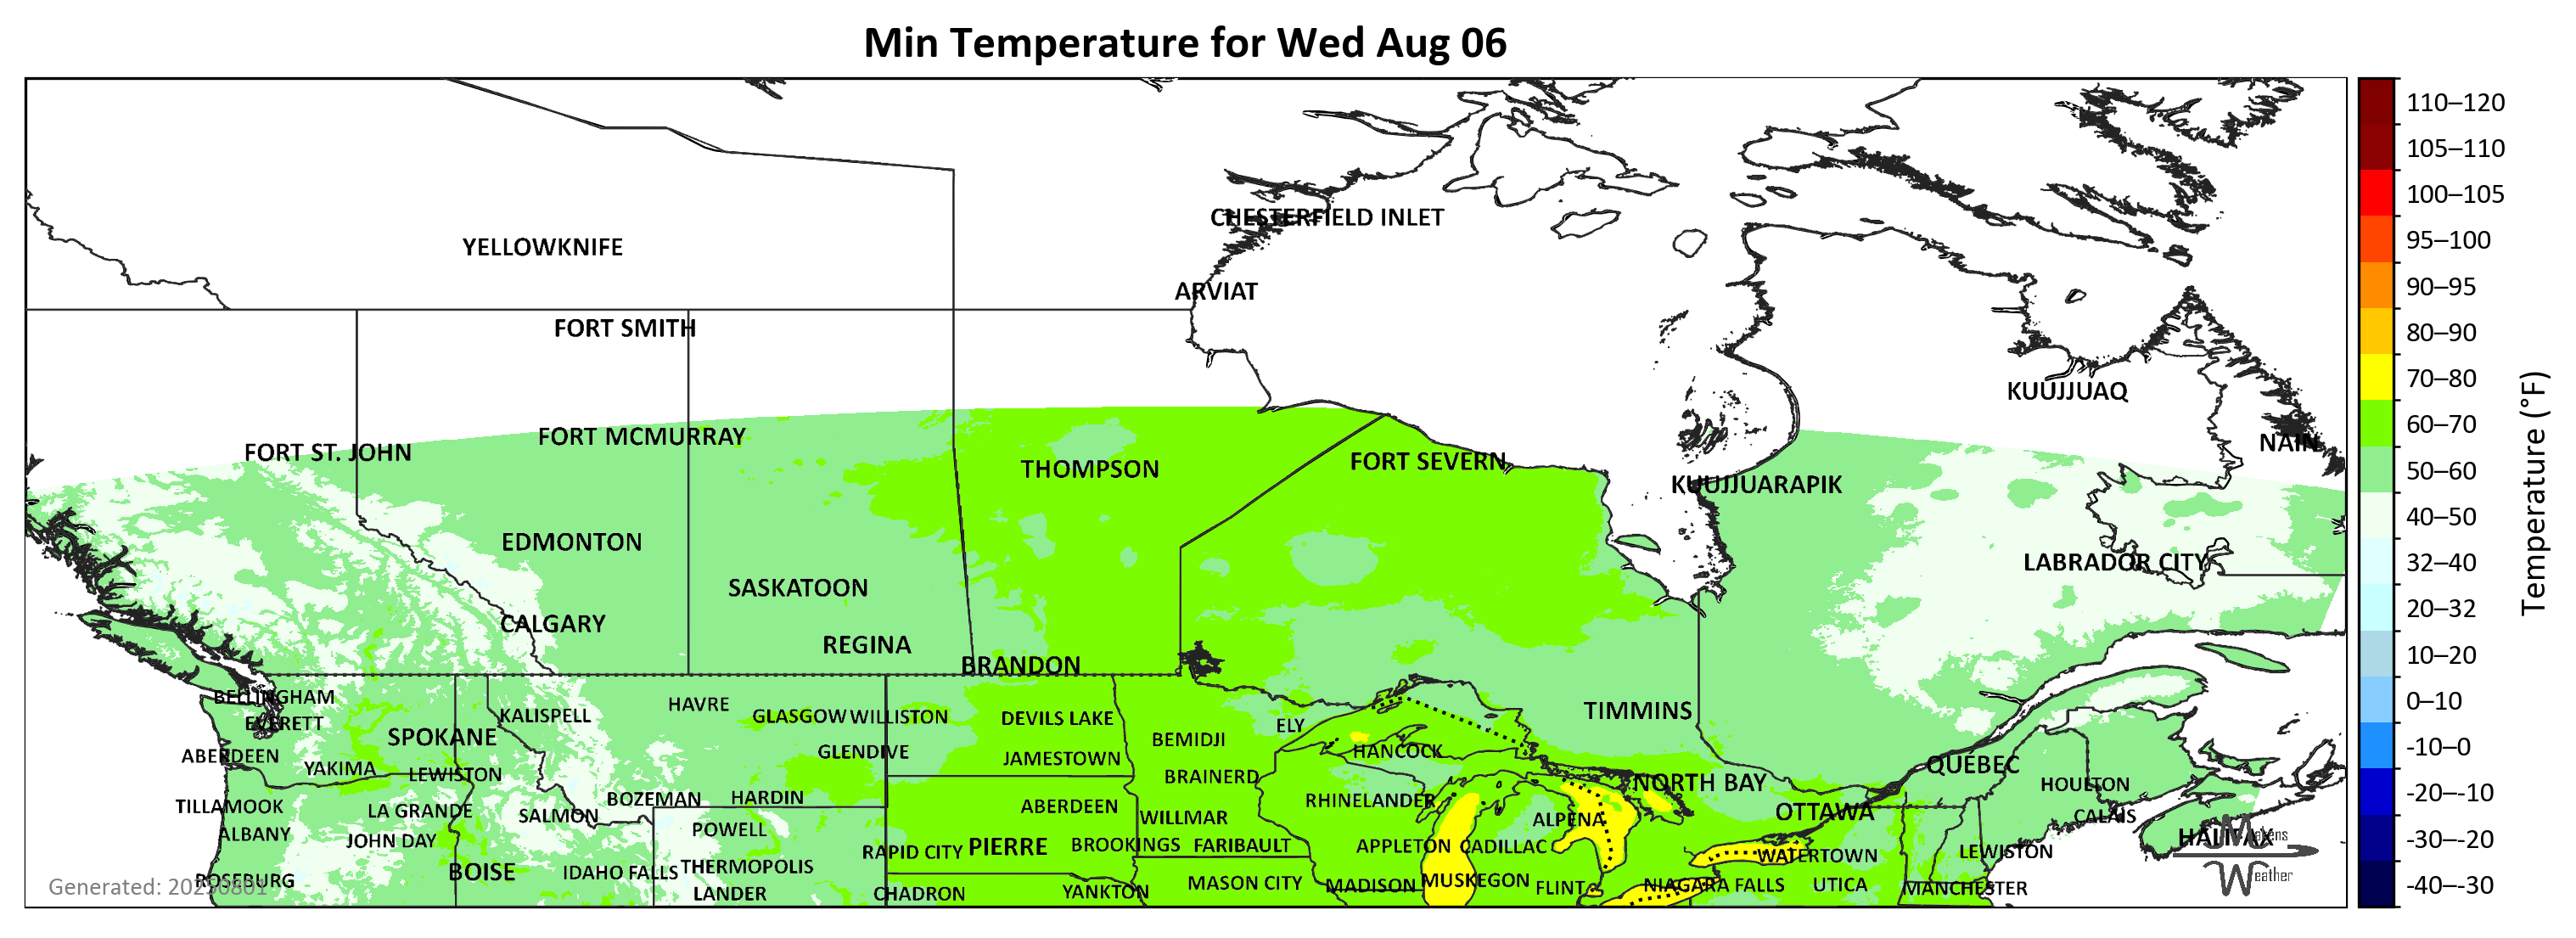 Min Temperature for Wed Aug 06
110–120
105–110
100–105
95–100
90–95
80–90
70–80
60–70
50–60
40–50
32–40
20–32
10–20
0–10
-10–0
-20–-10
-30–-20
-40–-30
Temperature (°F)
CHESTERFIELD INLET
YELLOWKNIFE
ARVIAT
FORT SMITH
KUUJJUAQ
FORT MCMURRAY
NAIN
FORT ST. JOHN
FORT SEVERN
THOMPSON
KUUJJUARAPIK
EDMONTON
LABRADOR CITY
SASKATOON
CALGARY
REGINA
BRANDON
BELLINGHAM
HAVRE
TIMMINS
KALISPELL
GLASGOW
WILLISTON
DEVILS LAKE
EVERETT
ELY
SPOKANE
BEMIDJI
GLENDIVE
HANCOCK
ABERDEEN
JAMESTOWN
QUEBEC
YAKIMA
LEWISTON
BRAINERD
NORTH BAY
HOULTON
BOZEMAN
HARDIN
RHINELANDER
TILLAMOOK
ABERDEEN
LA GRANDE
SALMON
WILLMAR
OTTAWA
CALAIS
ALPENA
POWELL
ALBANY
HALIFAX
Makens
Weather
JOHN DAY
PIERRE
BROOKINGS
FARIBAULT
APPLETON
CADILLAC
RAPID CITY
LEWISTON
WATERTOWN
THERMOPOLIS
BOISE
IDAHO FALLS
ROSEBURG
MUSKEGON
MASON CITY
MADISON
FLINT
NIAGARA FALLS
UTICA
MANCHESTER
Generated: 20250801
LANDER
CHADRON
YANKTON